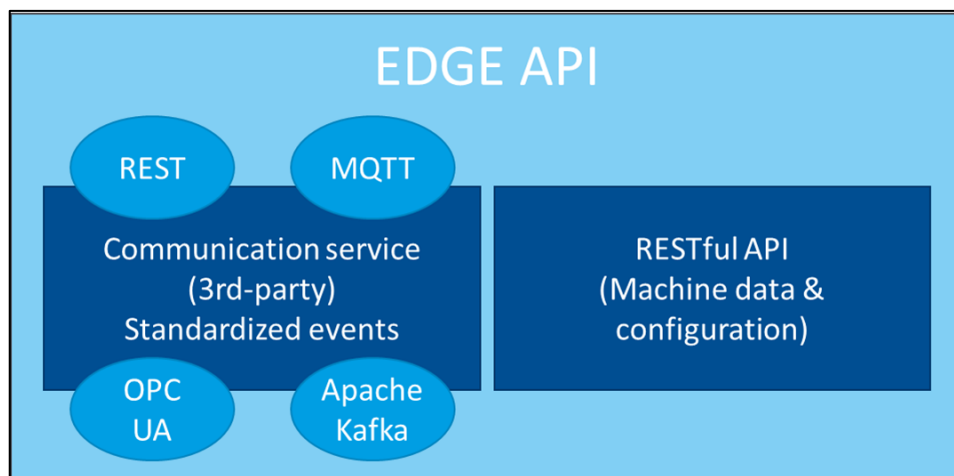 EDGE API
REST
MQTT
Communication service
(3rd-party)
Standardized events
OPC
UA
Apache
Kafka
RESTful API
(Machine data &
configuration)